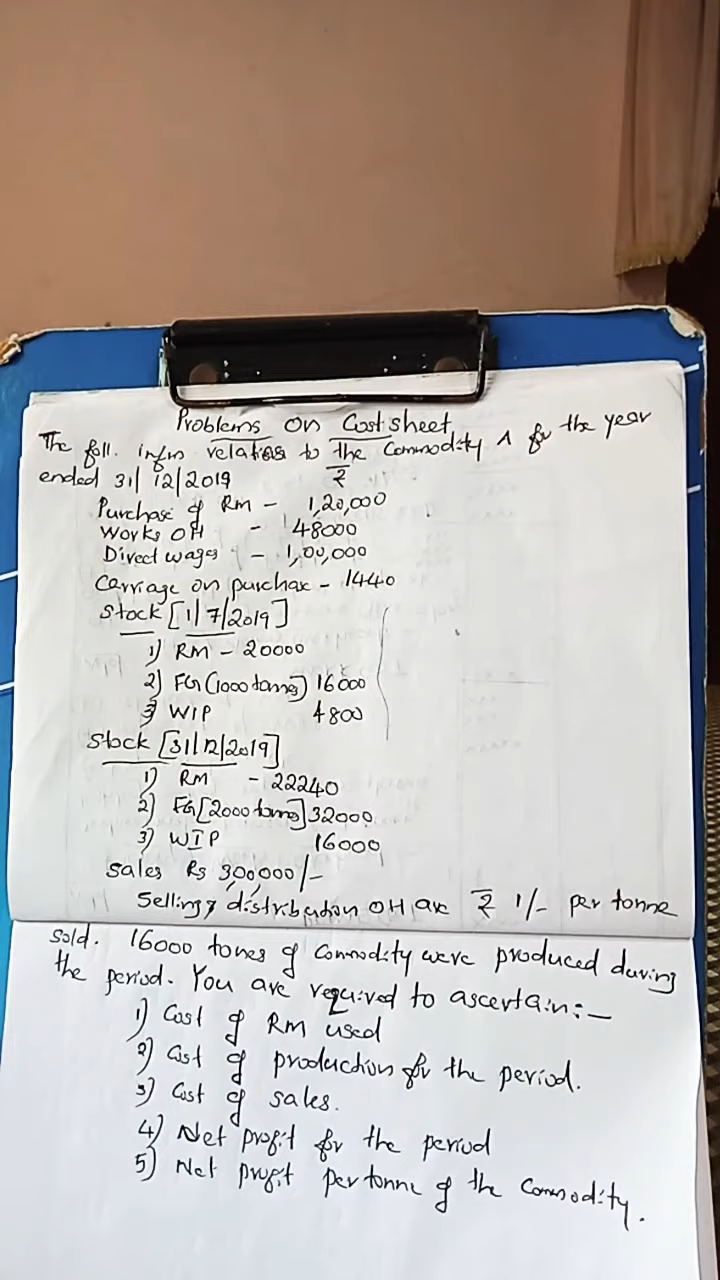 Problems on Cost sheet
The foll. infm relates to the Commodity A for the year
ended 31/12/2019 ₹
Purchase of RM - 1,20,000
Works OH - 48000
Direct wages - 1,00,000
Carriage on purchase - 1440
Stock [1/7/2019]
1) RM - 20000
2) FG (1000 tonnes) 16000
3) WIP 4800
Stock [31/12/2019]
1) RM - 22240
2) FG [2000 tonnes] 32000
3) WIP 16000
Sales Rs 300,000/-
Selling & distribution OH are ₹ 1/- per tonne
sold. 16000 tones of Commodity were produced during
the period. You are required to ascertain:-
1) Cost of RM used
2) Cost of production for the period.
3) Cost of sales.
4) Net profit for the period
5) Net profit per tonne of the Commodity.